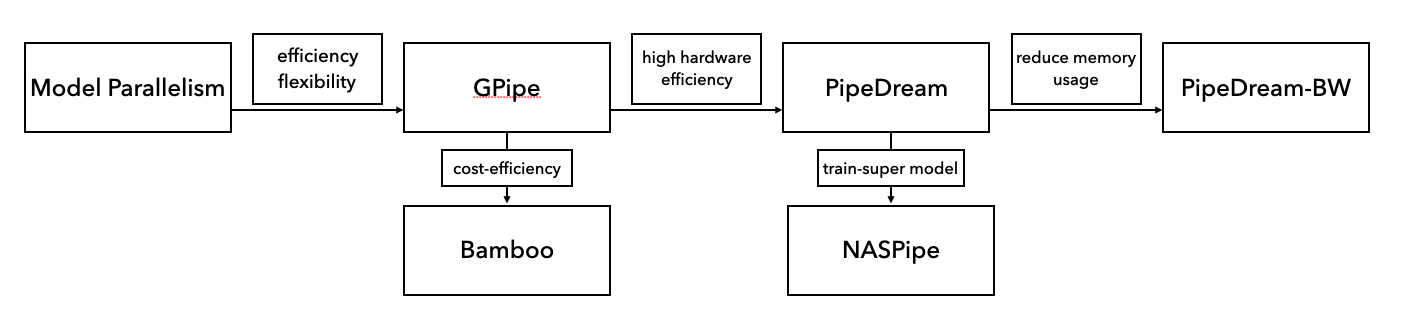 Model Parallelism
efficiency
flexibility
GPipe
high hardware
efficiency
PipeDream
reduce memory
usage
PipeDream-BW
cost-efficiency
train-super model
Bamboo
NASPipe